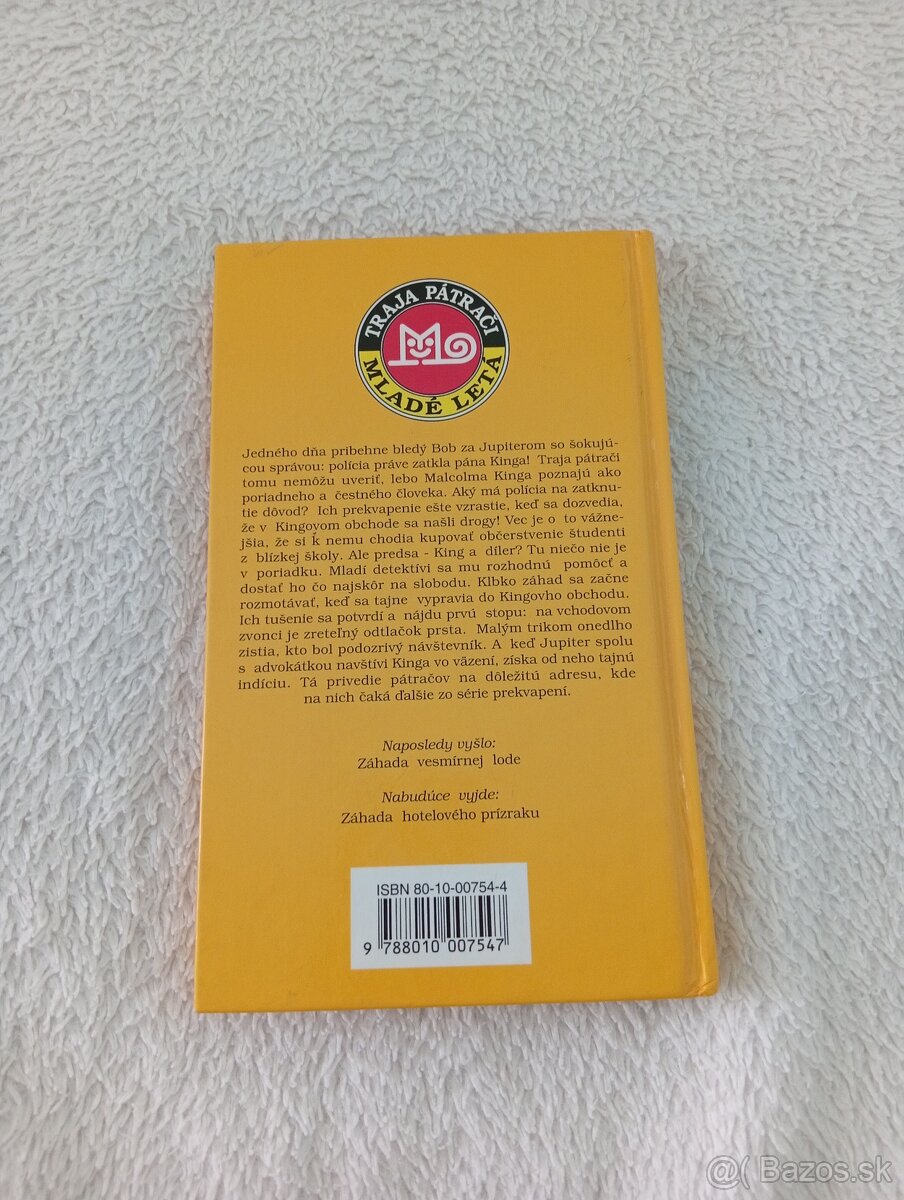 TRAJA PÁTRAČI
MLADÉ LETÁ
Jedného dňa pribehne bledý Bob za Jupiterom so šokujú-
cou správou: polícia práve zatkla pána Kinga! Traja pátrači
tomu nemôžu uveriť, lebo Malcolma Kinga poznajú ako
poriadneho a čestného človeka. Aký má polícia na zatknu-
tie dôvod? Ich prekvapenie ešte vzrastie, keď sa dozvedia,
že v Kingovom obchode sa našli drogy! Vec je o to vážne-
jšia, že si k nemu chodia kupovať občerstvenie študenti
z blízkej školy. Ale predsa - King a díler? Tu niečo nie je
v poriadku. Mladí detektívi sa mu rozhodnú pomôcť a
dostať ho čo najskôr na slobodu. Klbko záhad sa začne
rozmotávať, keď sa tajne vypravia do Kingovho obchodu.
Ich tušenie sa potvrdí a nájdu prvú stopu: na vchodovom
zvonci je zreteľný odtlačok prsta. Malým trikom onedlho
zistia, kto bol podozrivý návštevník. A keď Jupiter spolu
s advokátkou navštívi Kinga vo väzení, získa od neho tajnú
indíciu. Tá privedie pátračov na dôležitú adresu, kde
na nich čaká ďalšie zo série prekvapení.
Naposledy vyšlo:
Záhada vesmírnej lode
Nabudúce vyjde:
Záhada hotelového prízraku
ISBN 80-10-00754-4
9 788010 007547
@( Bazos.sk